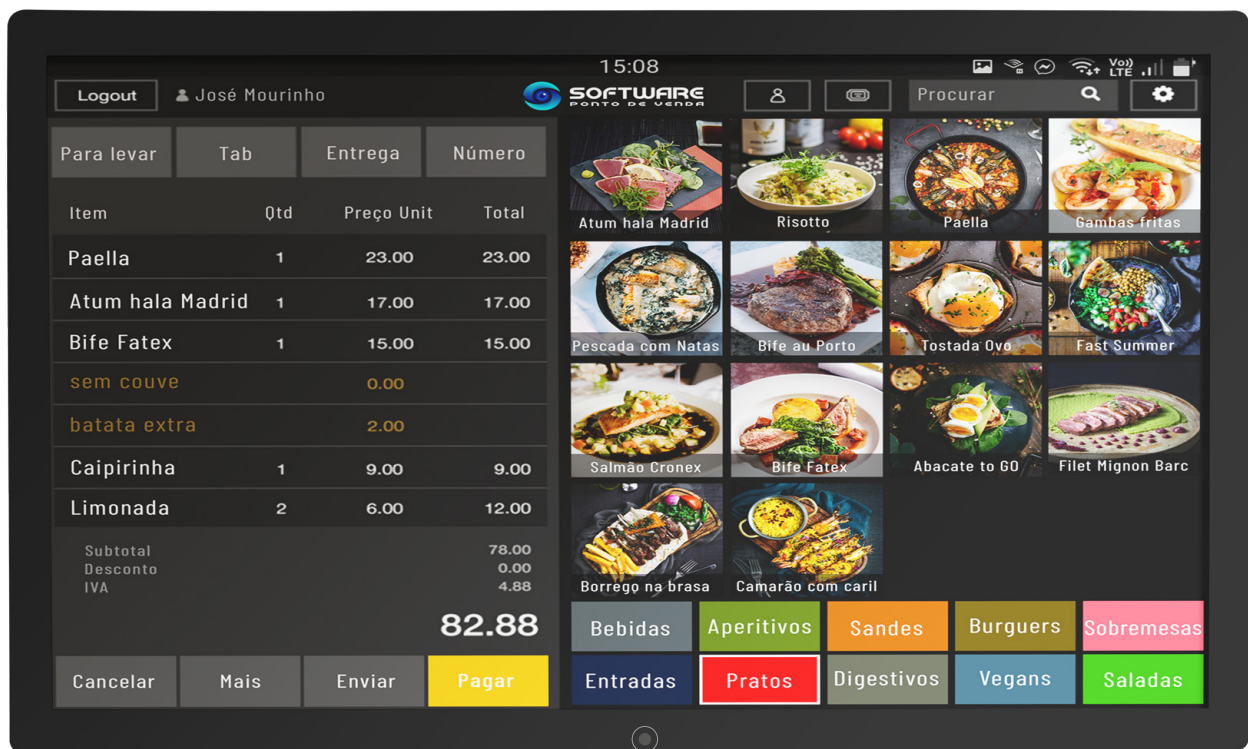 15:08
Vo)) LTE
Logout
José Mourinho
SOFTWARE
PONTO DE VENDA
Procurar
Para levar
Tab
Entrega
Número
Item Qtd Preço Unit Total
Paella 1 23.00 23.00
Atum hala Madrid 1 17.00 17.00
Bife Fatex 1 15.00 15.00
sem couve 0.00
batata extra 2.00
Caipirinha 1 9.00 9.00
Limonada 2 6.00 12.00
Subtotal 78.00
Desconto 0.00
IVA 4.88
82.88
Cancelar
Mais
Enviar
Pagar
Atum hala Madrid
Risotto
Paella
Gambas fritas
Pescada com Natas
Bife au Porto
Tostada Ovo
Fast Summer
Salmão Cronex
Bife Fatex
Abacate to GO
Filet Mignon Barc
Borrego na brasa
Camarão com caril
Bebidas
Aperitivos
Sandes
Burguers
Sobremesas
Entradas
Pratos
Digestivos
Vegans
Saladas